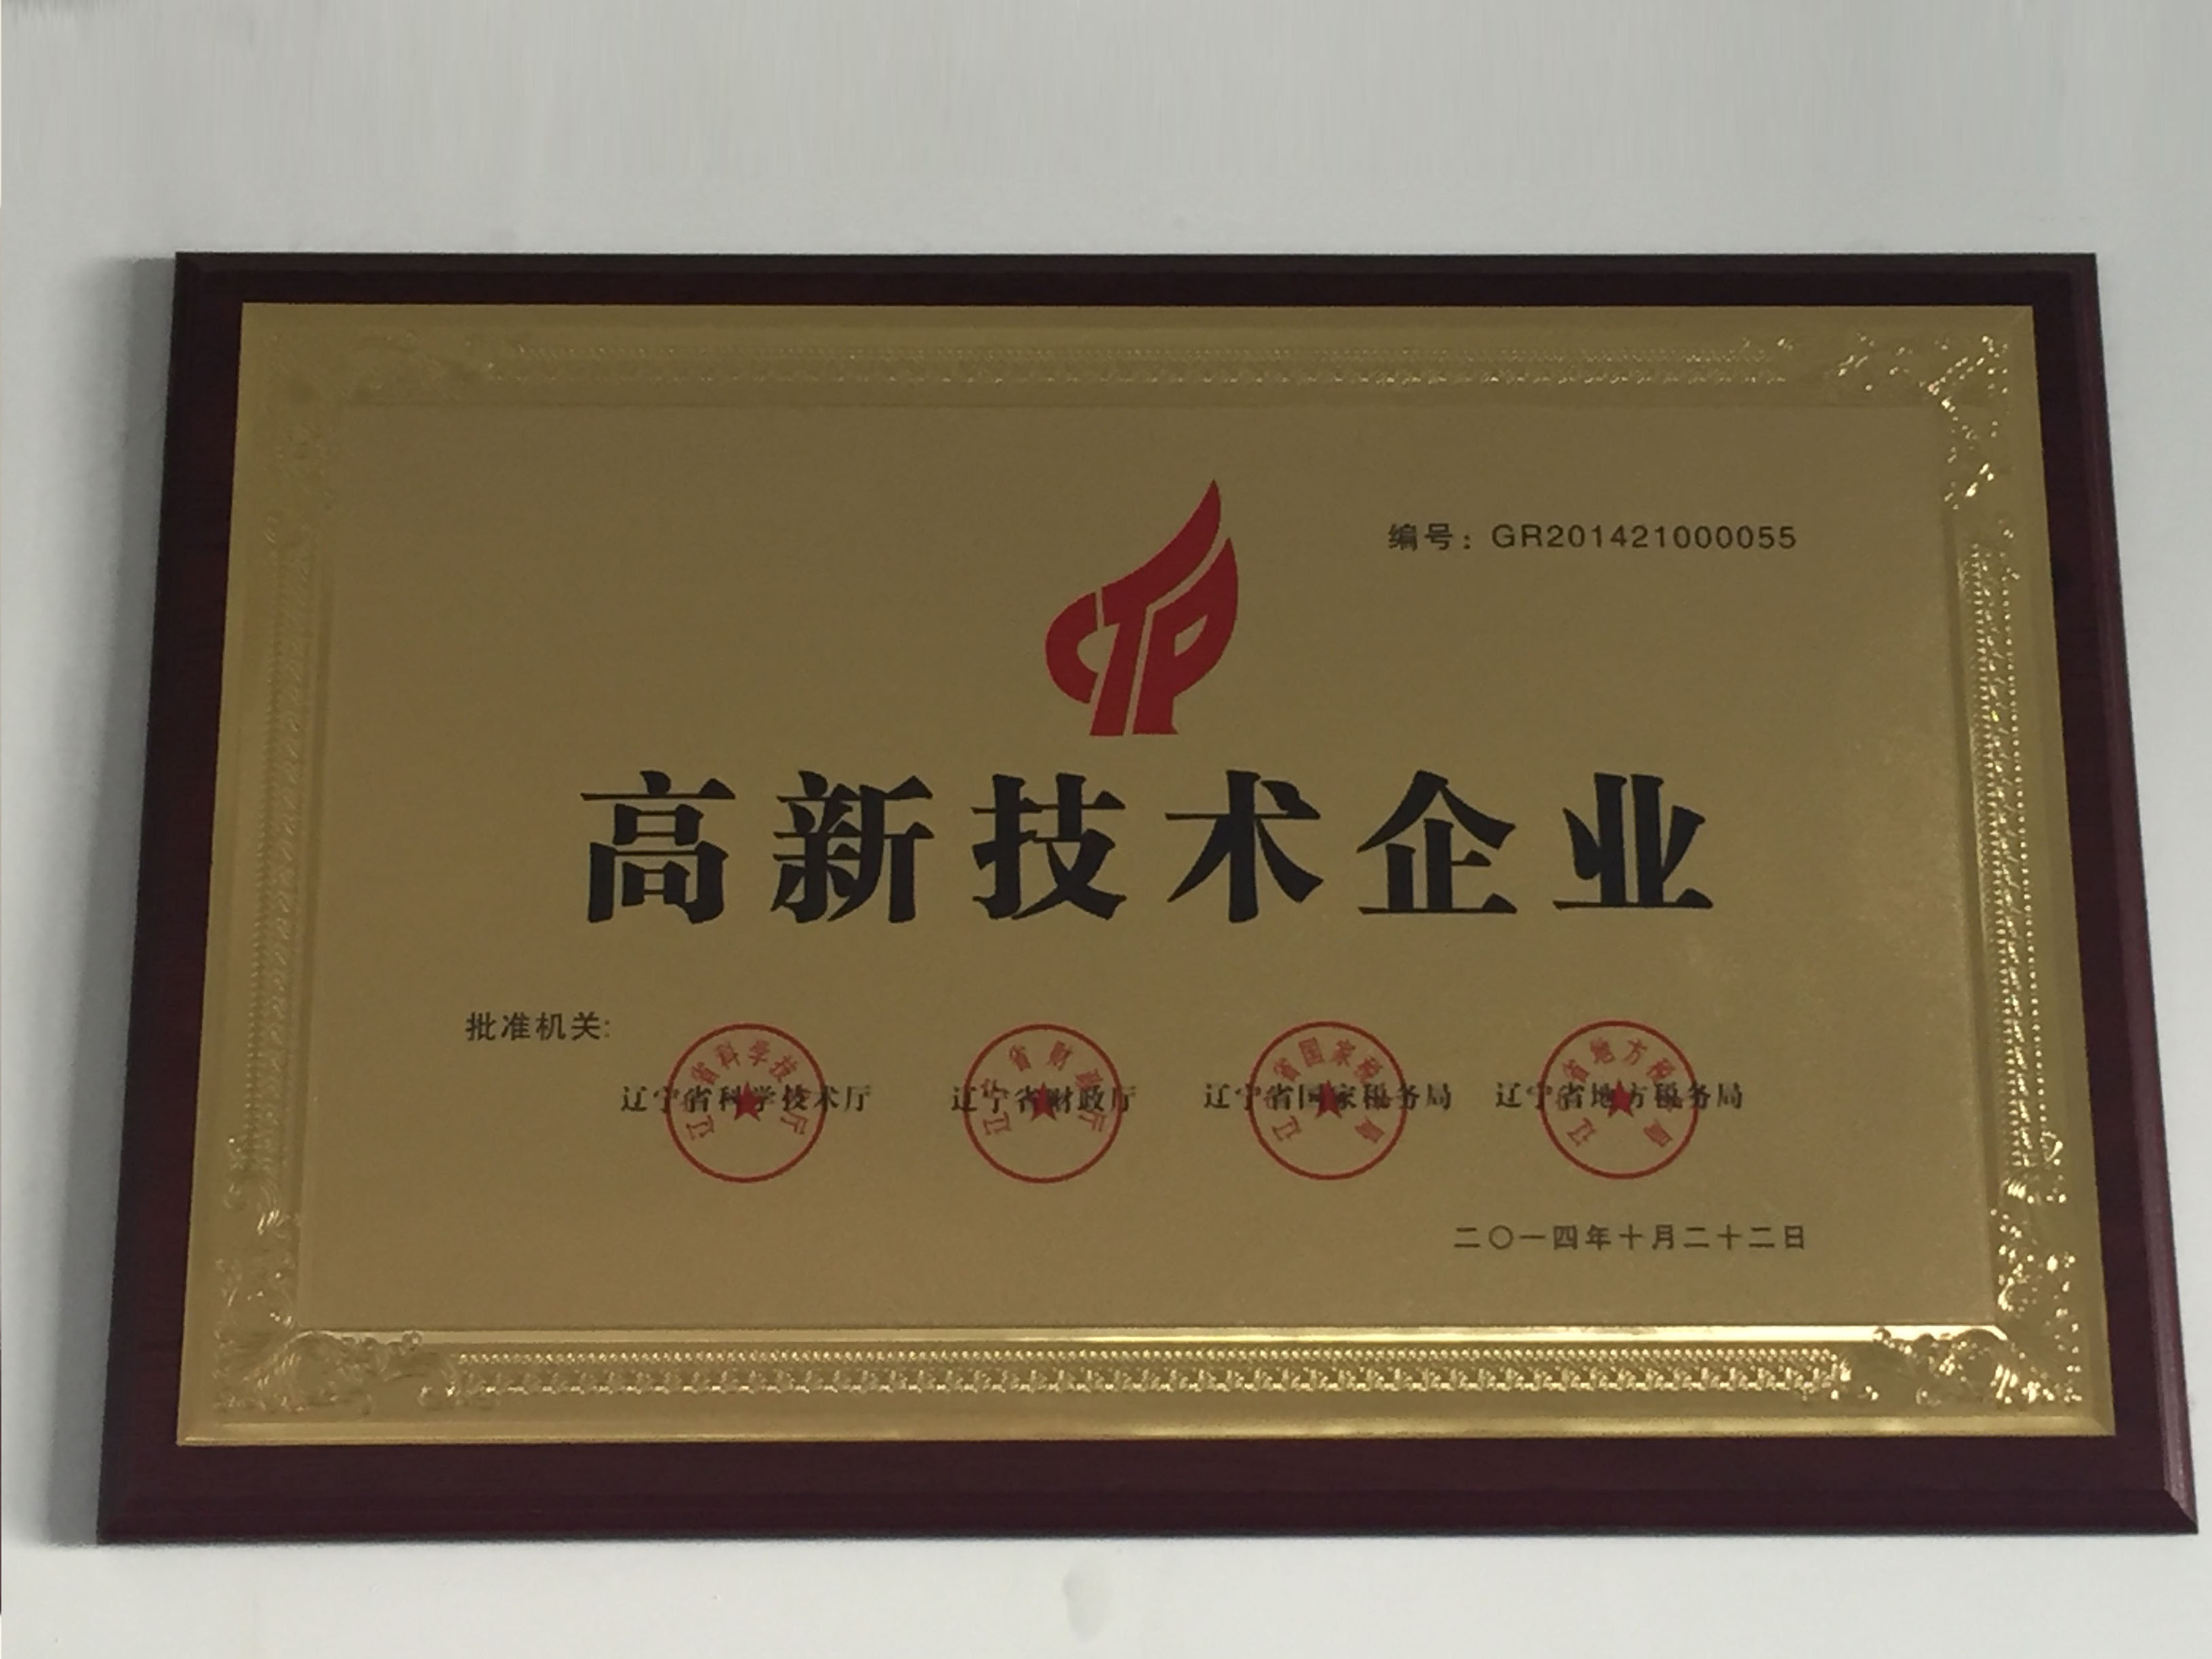 编号：GR201421000055
CTP
高新技术企业
批准机关:
辽宁省科学技术厅 辽宁省财政厅 辽宁省国家税务局 辽宁省地方税务局
二〇一四年十月二十二日